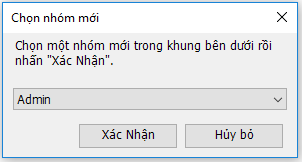 Chọn nhóm mới
Chọn một nhóm mới trong khung bên dưới rồi
nhấn "Xác Nhận".
Admin
Xác Nhận
Hủy bỏ